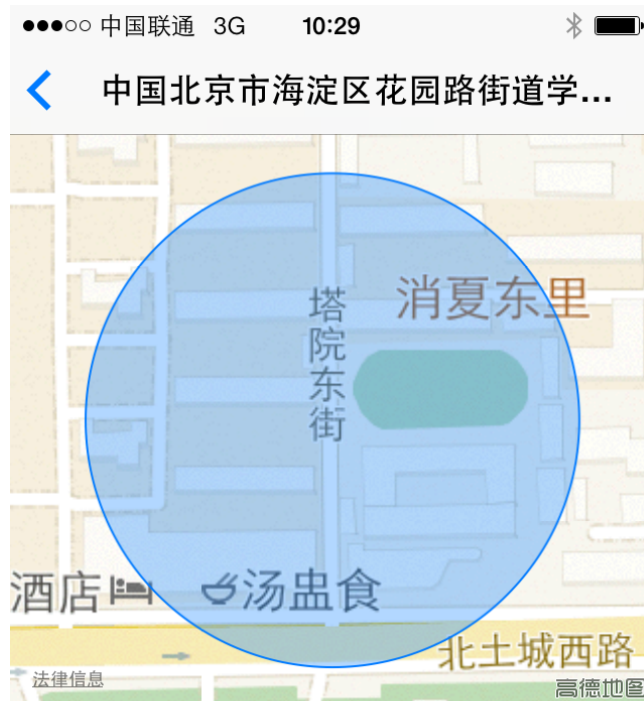 中国联通 3G 10:29
中国北京市海淀区花园路街道学...
消夏东里
塔院东街
酒店
汤盅食
北土城西路
法律信息
高德地图